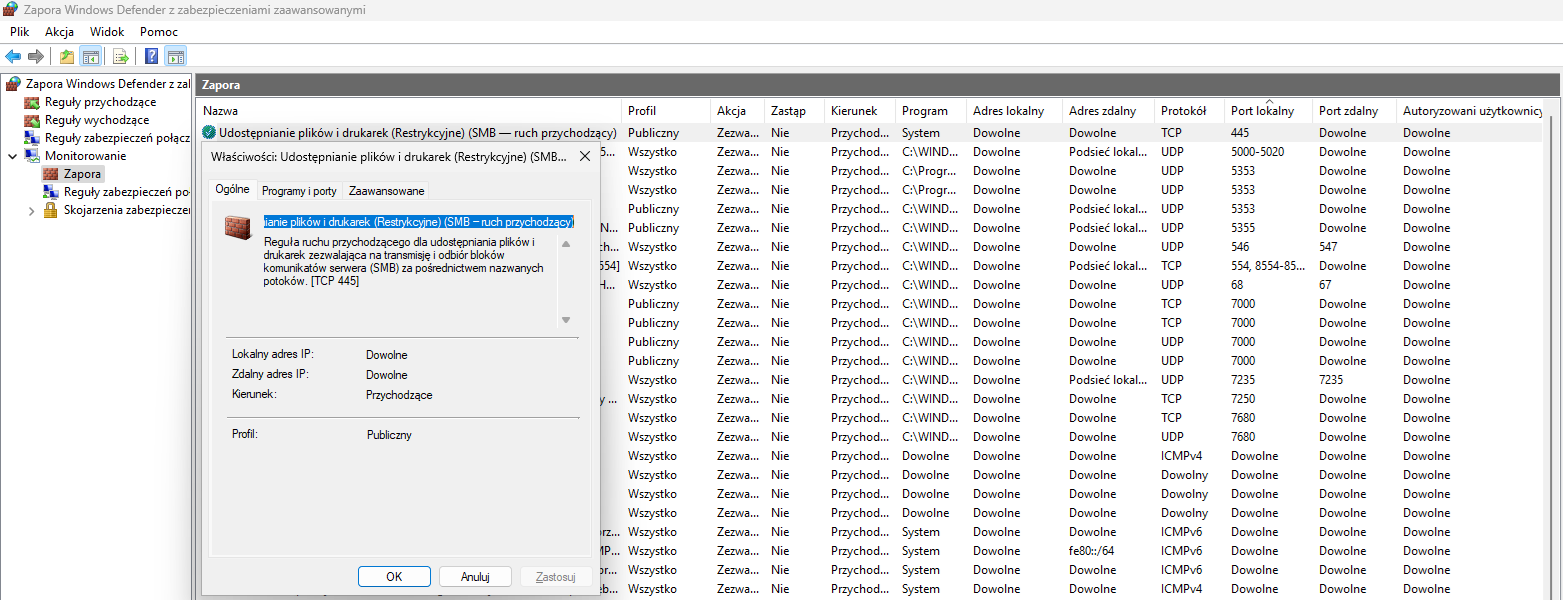 Zapora Windows Defender z zabezpieczeniami zaawansowanymi
Plik Akcja Widok Pomoc
Zapora Windows Defender z zal
Reguły przychodzące
Reguły wychodzące
Reguły zabezpieczeń połącz
Monitorowanie
Zapora
Reguły zabezpieczeń po
Skojarzenia zabezpieczer
Zapora
Nazwa Profil Akcja Zastąp Kierunek Program Adres lokalny Adres zdalny Protokół Port lokalny Port zdalny Autoryzowani użytkownicy
Udostępnianie plików i drukarek (Restrykcyjne) (SMB — ruch przychodzący) Publiczny Zezwa... Nie Przychod... System Dowolne Dowolne TCP 445 Dowolne Dowolne
5... Wszystko Zezwa... Nie Przychod... C:\WIND... Dowolne Podsieć lokal... UDP 5000-5020 Dowolne Dowolne
Wszystko Zezwa... Nie Przychod... C:\Progr... Dowolne Dowolne UDP 5353 Dowolne Dowolne
Wszystko Zezwa... Nie Przychod... C:\Progr... Dowolne Dowolne UDP 5353 Dowolne Dowolne
Publiczny Zezwa... Nie Przychod... C:\WIND... Dowolne Podsieć lokal... UDP 5353 Dowolne Dowolne
N... Publiczny Zezwa... Nie Przychod... C:\WIND... Dowolne Podsieć lokal... UDP 5355 Dowolne Dowolne
ch... Wszystko Zezwa... Nie Przychod... C:\WIND... Dowolne Dowolne UDP 546 547 Dowolne
554] Wszystko Zezwa... Nie Przychod... C:\WIND... Dowolne Podsieć lokal... TCP 554, 8554-85... Dowolne Dowolne
H... Wszystko Zezwa... Nie Przychod... C:\WIND... Dowolne Dowolne UDP 68 67 Dowolne
Publiczny Zezwa... Nie Przychod... C:\WIND... Dowolne Dowolne TCP 7000 Dowolne Dowolne
Publiczny Zezwa... Nie Przychod... C:\WIND... Dowolne Dowolne TCP 7000 Dowolne Dowolne
Publiczny Zezwa... Nie Przychod... C:\WIND... Dowolne Dowolne UDP 7000 Dowolne Dowolne
Publiczny Zezwa... Nie Przychod... C:\WIND... Dowolne Dowolne UDP 7000 Dowolne Dowolne
Wszystko Zezwa... Nie Przychod... C:\WIND... Dowolne Podsieć lokal... UDP 7235 7235 Dowolne
y ... Wszystko Zezwa... Nie Przychod... C:\WIND... Dowolne Dowolne TCP 7250 Dowolne Dowolne
Wszystko Zezwa... Nie Przychod... C:\WIND... Dowolne Dowolne TCP 7680 Dowolne Dowolne
Wszystko Zezwa... Nie Przychod... C:\WIND... Dowolne Dowolne UDP 7680 Dowolne Dowolne
Wszystko Zezwa... Nie Przychod... Dowolne Dowolne Dowolne ICMPv4 Dowolne Dowolne Dowolne
Wszystko Zezwa... Nie Przychod... Dowolne Dowolne Dowolne Dowolny Dowolne Dowolne Dowolne
Wszystko Zezwa... Nie Przychod... Dowolne Dowolne Dowolne Dowolny Dowolne Dowolne Dowolne
Wszystko Zezwa... Nie Przychod... Dowolne Dowolne Dowolne Dowolny Dowolne Dowolne Dowolne
orz... Wszystko Zezwa... Nie Przychod... System Dowolne Dowolne ICMPv6 Dowolne Dowolne Dowolne
MP... Wszystko Zezwa... Nie Przychod... System Dowolne fe80::/64 ICMPv6 Dowolne Dowolne Dowolne
or... Wszystko Zezwa... Nie Przychod... System Dowolne Dowolne ICMPv6 Dowolne Dowolne Dowolne
eb... Wszystko Zezwa... Nie Przychod... System Dowolne Dowolne ICMPv4 Dowolne Dowolne Dowolne
Właściwości: Udostępnianie plików i drukarek (Restrykcyjne) (SMB...
Ogólne Programy i porty Zaawansowane
ianie plików i drukarek (Restrykcyjne) (SMB — ruch przychodzący)
Reguła ruchu przychodzącego dla udostępniania plików i
drukarek zezwalająca na transmisję i odbiór bloków
komunikatów serwera (SMB) za pośrednictwem nazwanych
potoków. [TCP 445]
Lokalny adres IP: Dowolne
Zdalny adres IP: Dowolne
Kierunek: Przychodzące
Profil: Publiczny
OK Anuluj Zastosuj